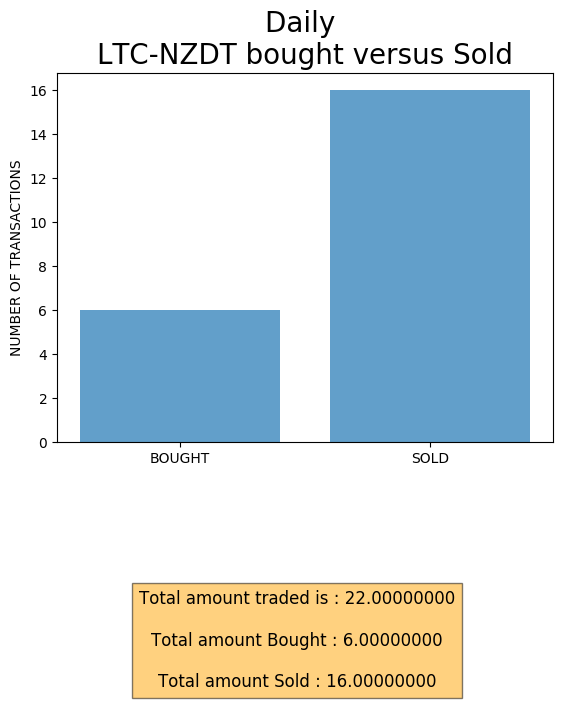 Daily
LTC-NZDT bought versus Sold
NUMBER OF TRANSACTIONS
16
14
12
10
8
6
4
2
0
BOUGHT SOLD
Total amount traded is : 22.00000000
Total amount Bought : 6.00000000
Total amount Sold : 16.00000000